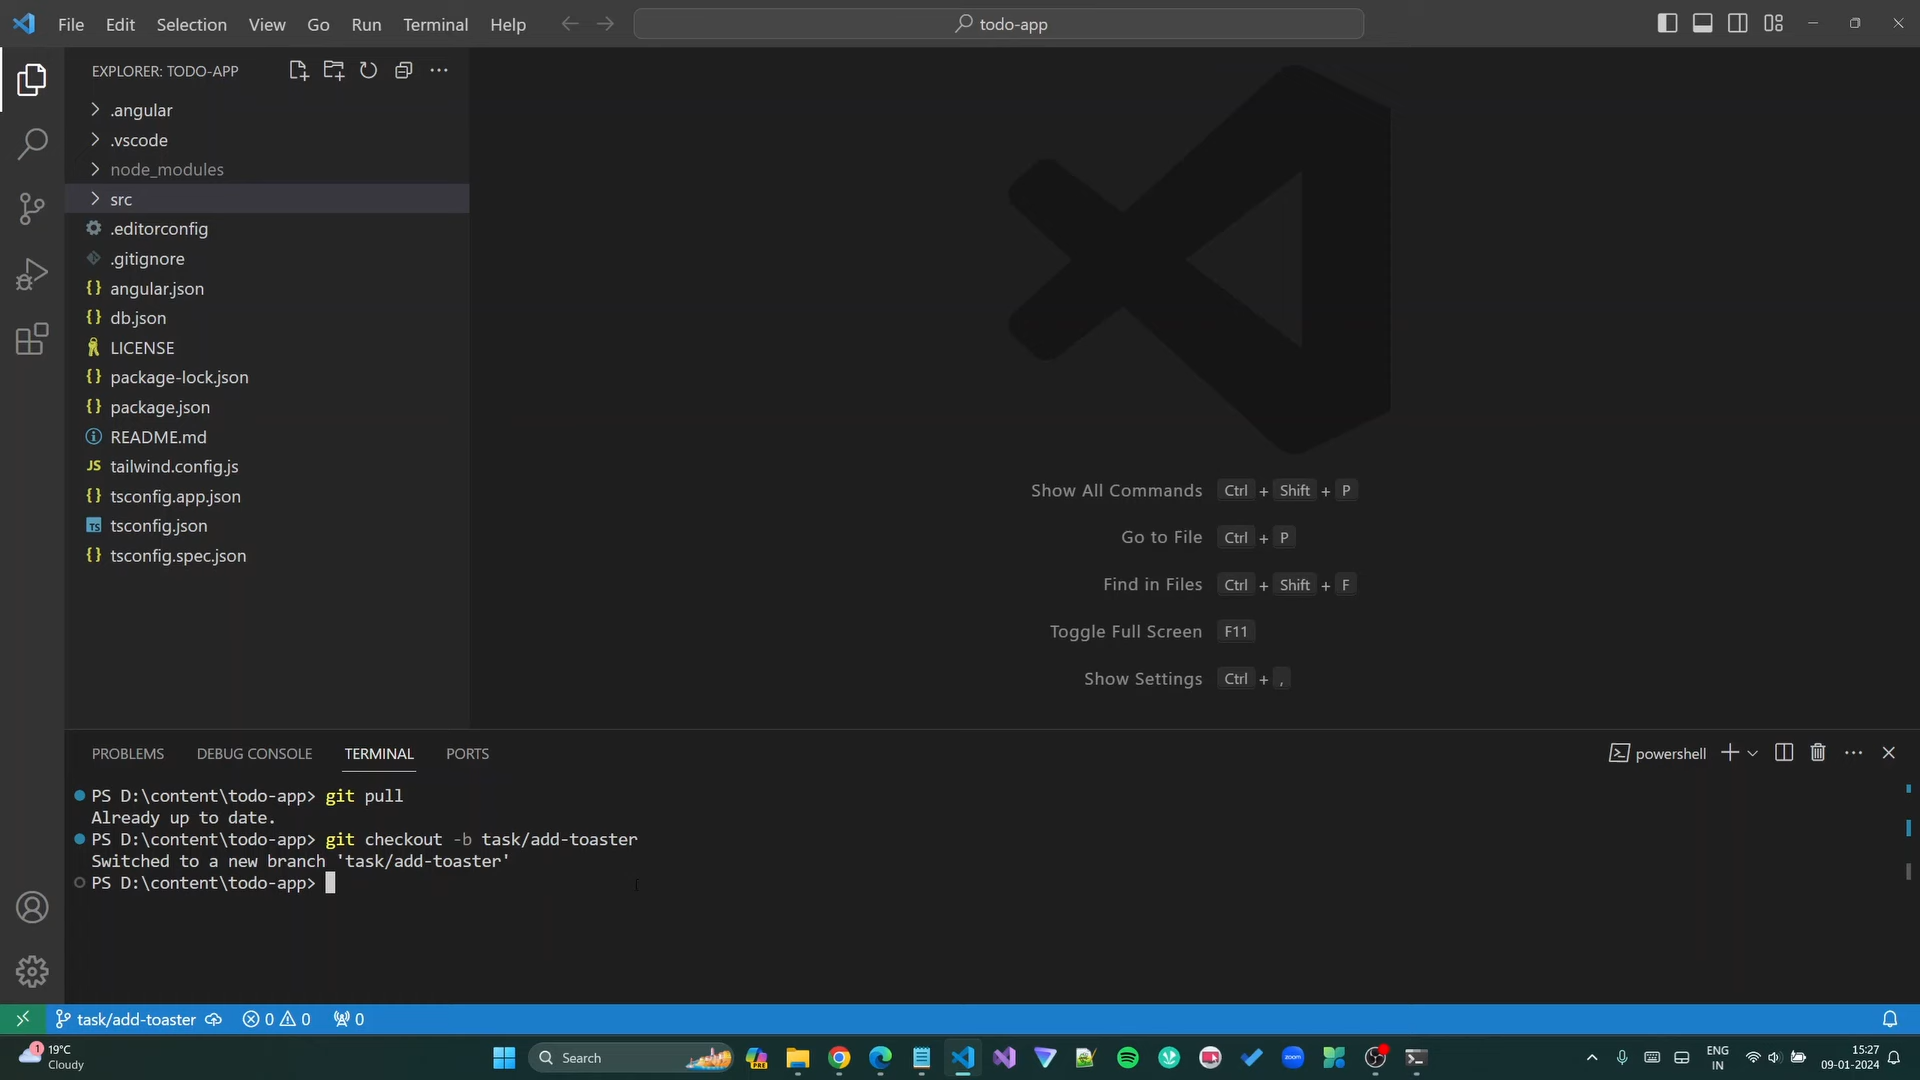 File Edit Selection View Go Run Terminal Help
todo-app
EXPLORER: TODO-APP
.angular
.vscode
node_modules
src
.editorconfig
.gitignore
{} angular.json
{} db.json
LICENSE
{} package-lock.json
{} package.json
README.md
JS tailwind.config.js
{} tsconfig.app.json
TS tsconfig.json
{} tsconfig.spec.json
Show All Commands Ctrl + Shift + P
Go to File Ctrl + P
Find in Files Ctrl + Shift + F
Toggle Full Screen F11
Show Settings Ctrl + ,
PROBLEMS DEBUG CONSOLE TERMINAL PORTS
powershell
PS D:\content\todo-app> git pull
Already up to date.
PS D:\content\todo-app> git checkout -b task/add-toaster
Switched to a new branch 'task/add-toaster'
PS D:\content\todo-app>
task/add-toaster 0 0 0
1 19°C
Cloudy
Search
PRE
zoom
ENG
IN
15:27
09-01-2024